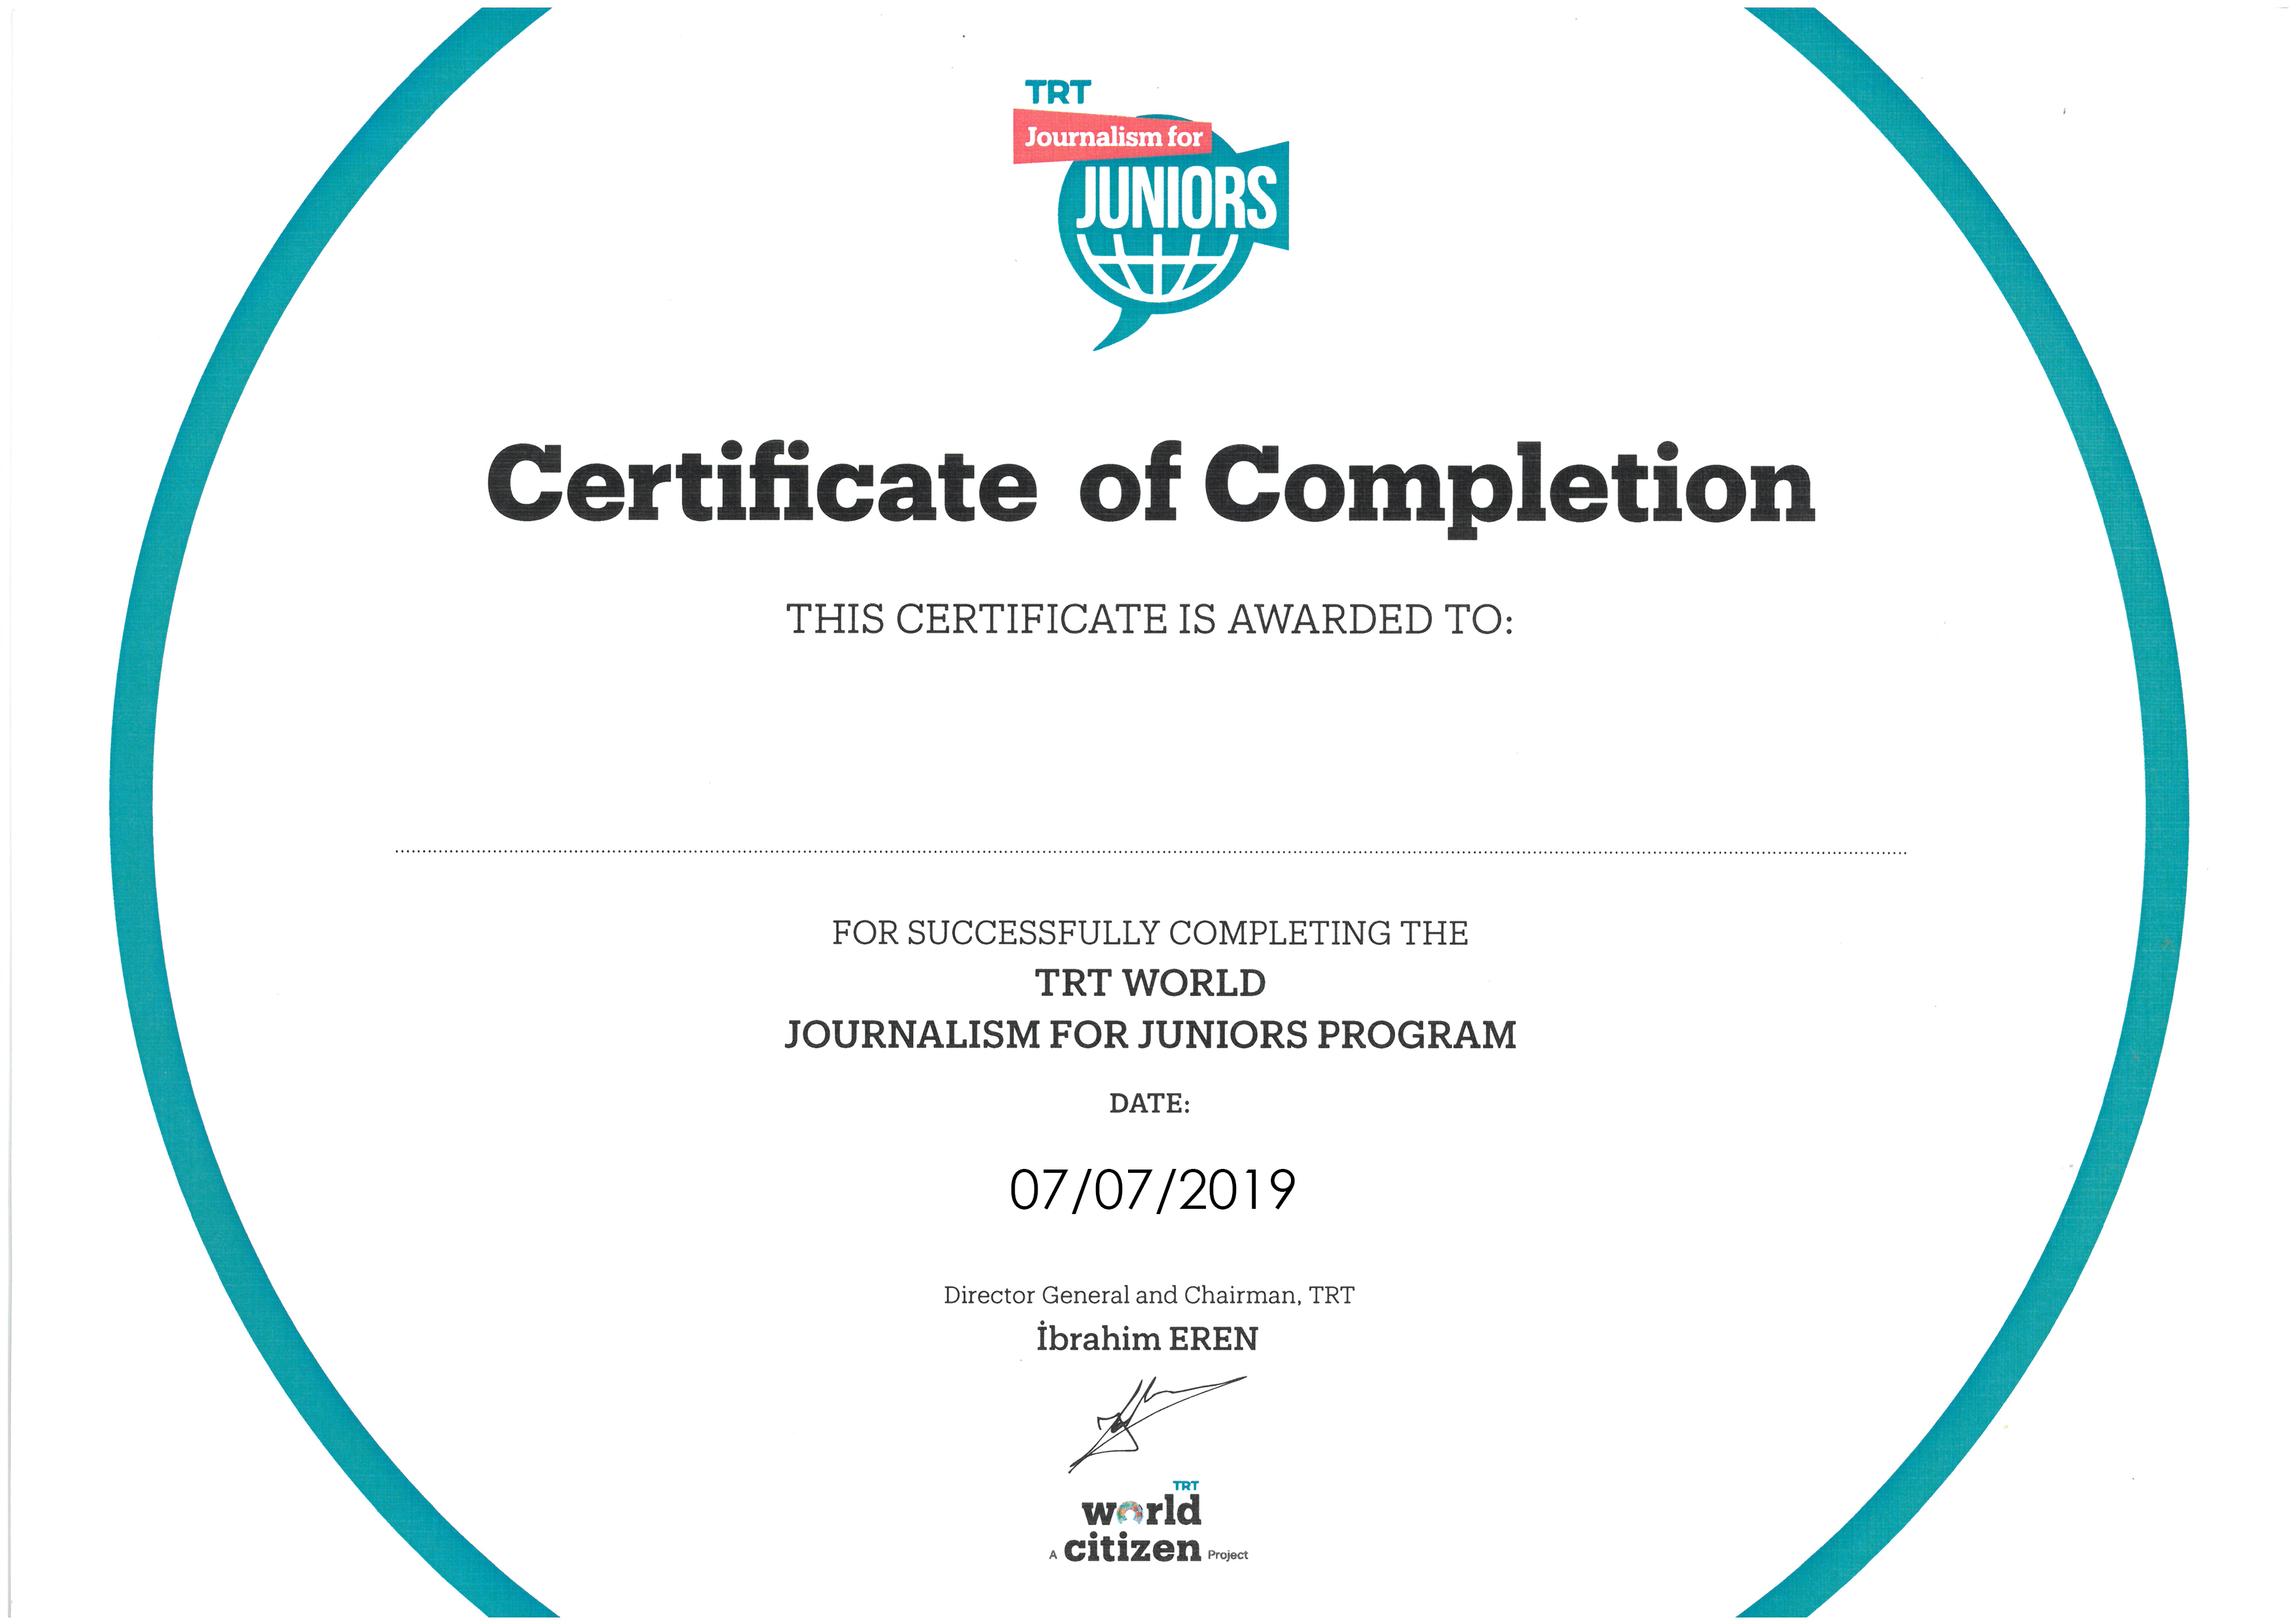 TRT
Journalism for
JUNIORS
Certificate of Completion
THIS CERTIFICATE IS AWARDED TO:
FOR SUCCESSFULLY COMPLETING THE
TRT WORLD
JOURNALISM FOR JUNIORS PROGRAM
DATE:
07/07/2019
Director General and Chairman, TRT
İbrahim EREN
TRT
world
A citizen Project